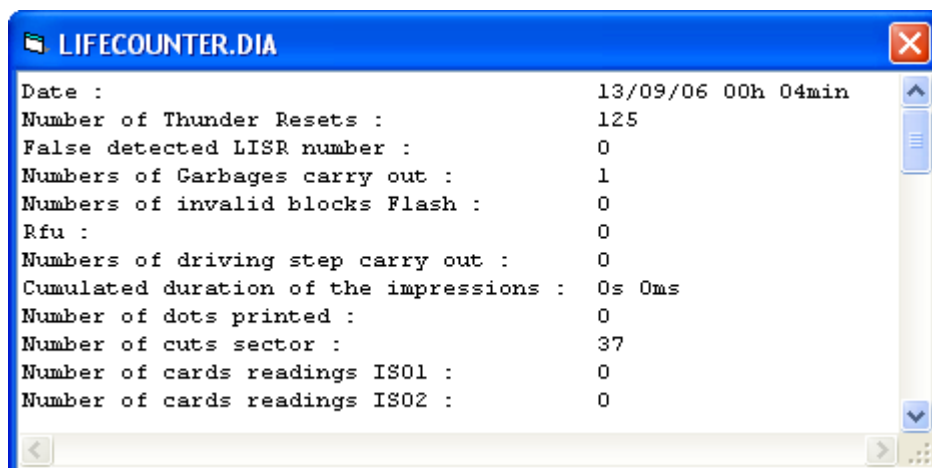 LIFECOUNTER.DIA
Date : 13/09/06 00h 04min
Number of Thunder Resets : 125
False detected LISR number : 0
Numbers of Garbages carry out : 1
Numbers of invalid blocks Flash : 0
Rfu : 0
Numbers of driving step carry out : 0
Cumulated duration of the impressions : 0s 0ms
Number of dots printed : 0
Number of cuts sector : 37
Number of cards readings ISO1 : 0
Number of cards readings ISO2 : 0